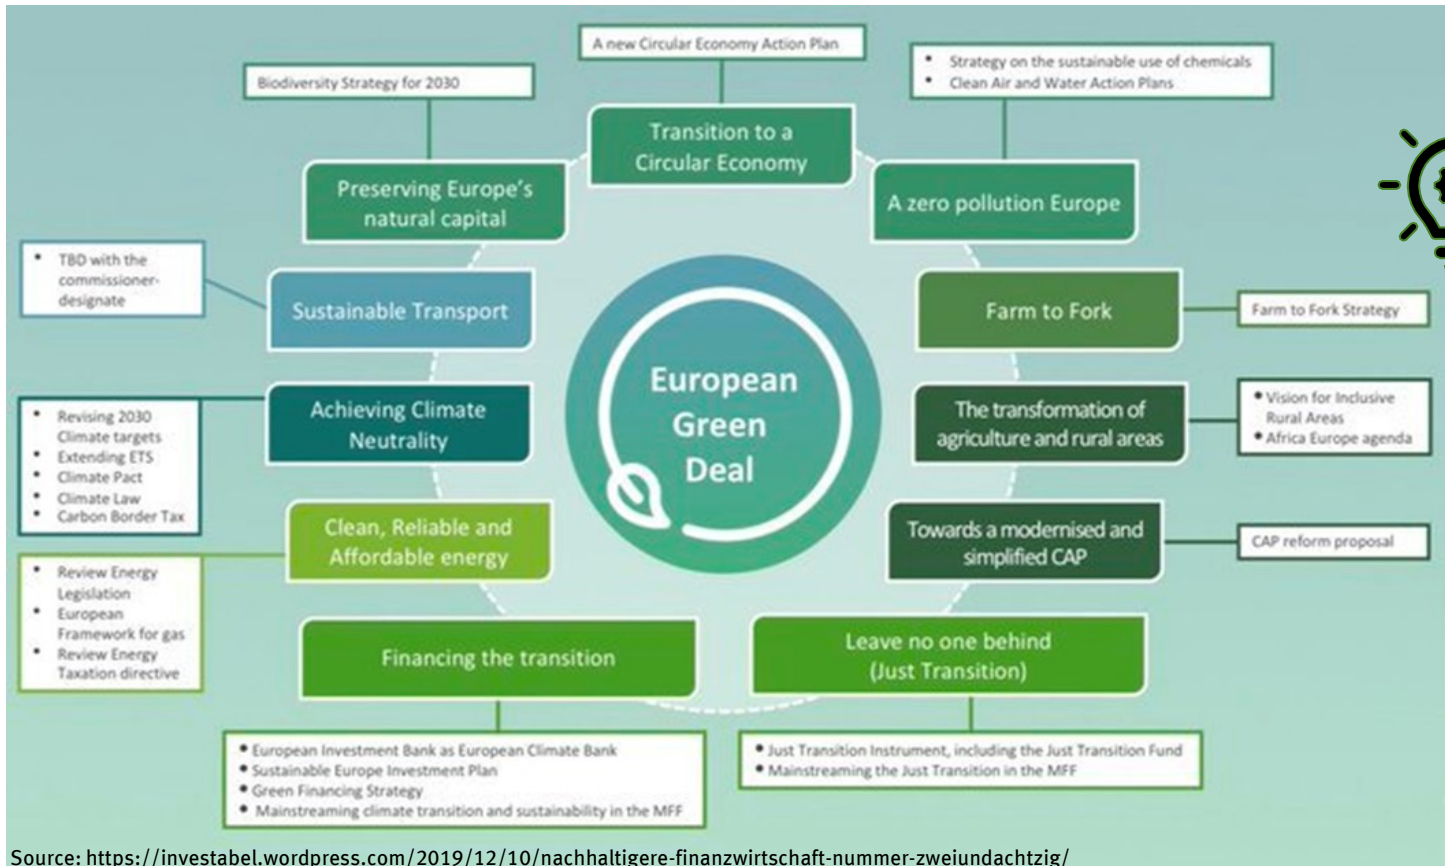 A new Circular Economy Action Plan
Biodiversity Strategy for 2030
• Strategy on the sustainable use of chemicals
• Clean Air and Water Action Plans
Transition to a
Circular Economy
Preserving Europe's
natural capital
A zero pollution Europe
• TBD with the
commissioner-
designate
Sustainable Transport
Farm to Fork
Farm to Fork Strategy
European
Green
Deal
Achieving Climate
Neutrality
• Revising 2030
Climate targets
• Extending ETS
• Climate Pact
• Climate Law
• Carbon Border Tax
The transformation of
agriculture and rural areas
• Vision for Inclusive
Rural Areas
• Africa Europe agenda
Clean, Reliable and
Affordable energy
• Review Energy
Legislation
• European
Framework for gas
• Review Energy
Taxation directive
Towards a modernised and
simplified CAP
CAP reform proposal
Financing the transition
Leave no one behind
(Just Transition)
• European Investment Bank as European Climate Bank
• Sustainable Europe Investment Plan
• Green Financing Strategy
• Mainstreaming climate transition and sustainability in the MFF
• Just Transition Instrument, including the Just Transition Fund
• Mainstreaming the Just Transition in the MFF
Source: https://investabel.wordpress.com/2019/12/10/nachhaltigere-finanzwirtschaft-nummer-zweiundachtzig/